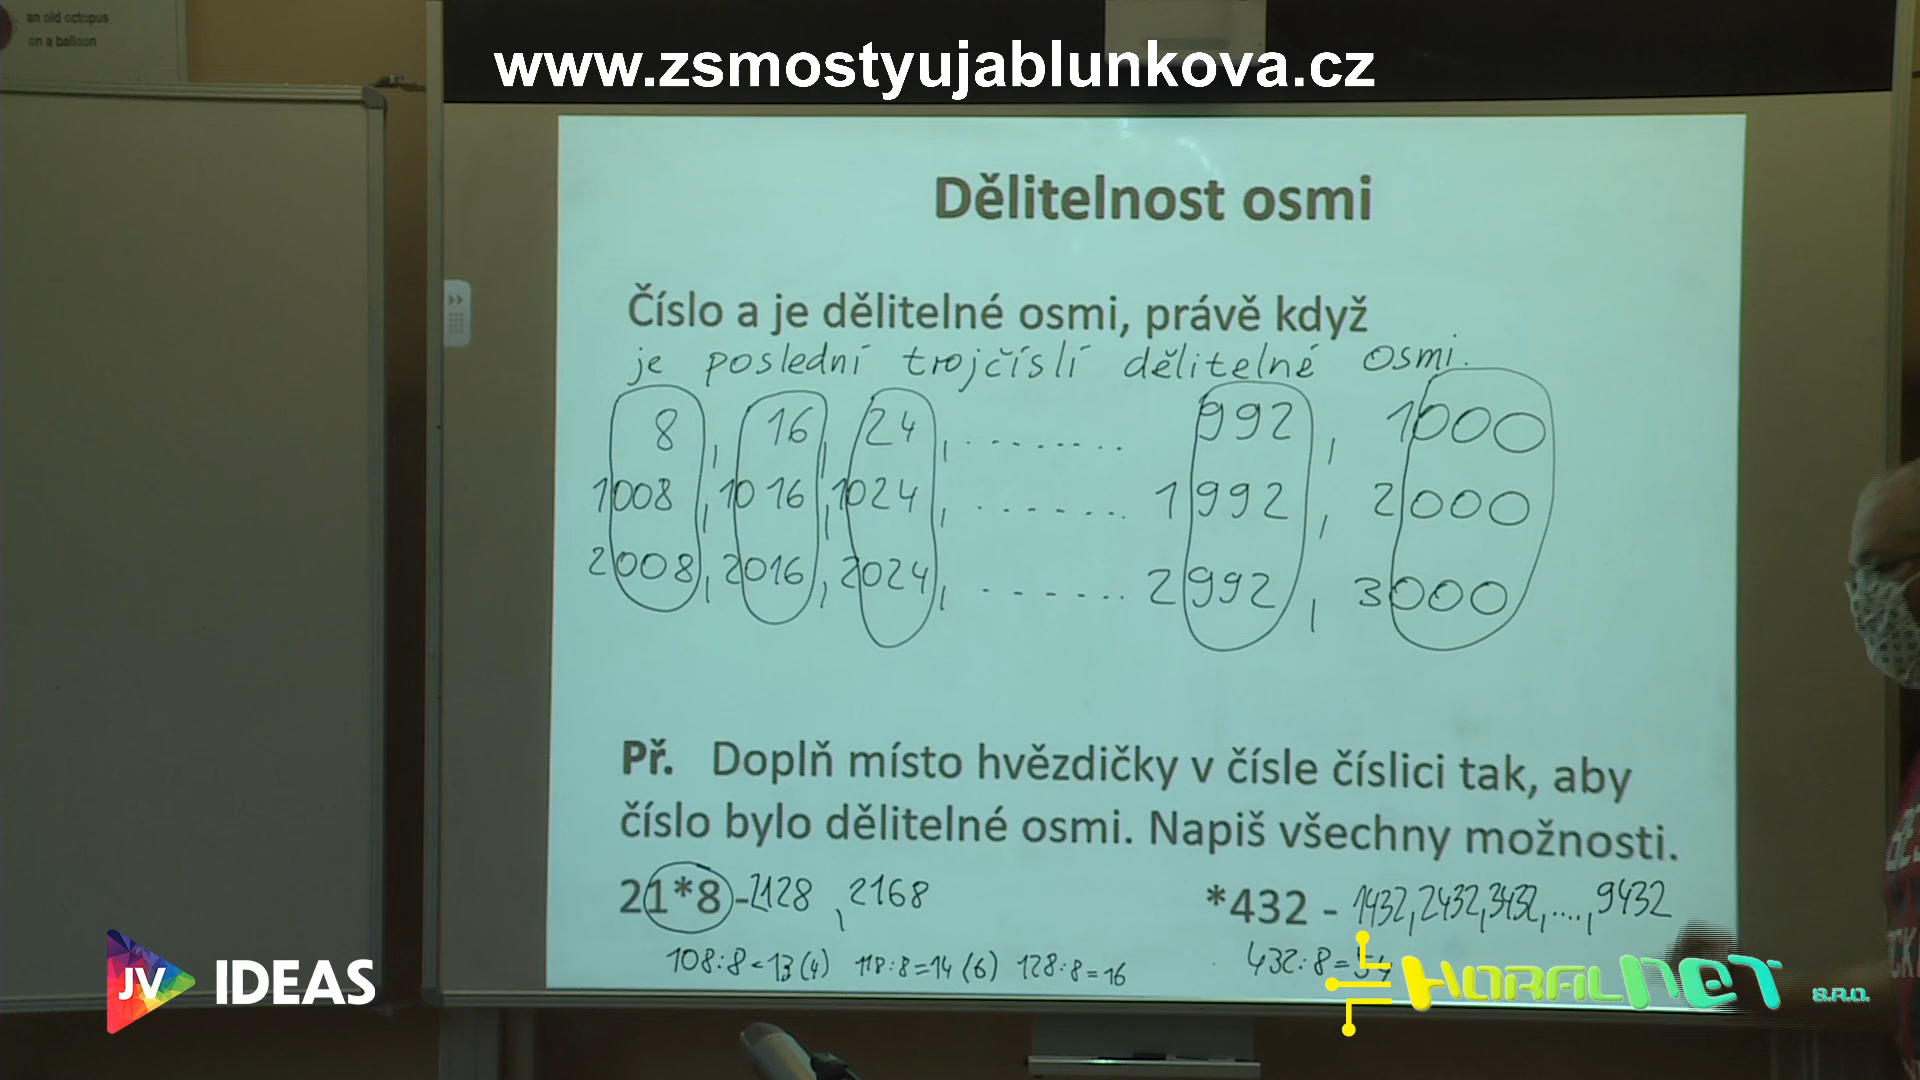 an old octopus
on a balloon
www.zsmostyujablunkova.cz
Dělitelnost osmi
Číslo a je dělitelné osmi, právě když
je poslední trojčíslí dělitelné osmi.
8, 16, 24, ........ 992, 1000
1008, 1016, 1024, ....... 1992, 2000
2008, 2016, 2024, ...... 2992, 3000
Př. Doplň místo hvězdičky v čísle číslici tak, aby
číslo bylo dělitelné osmi. Napiš všechny možnosti.
21*8 - 2128, 2168 *432 - 1432, 2432, 3432, ...., 9432
108:8=13(4) 118:8=14(6) 128:8=16 432:8=54
JV IDEAS
HORALNET S.R.O.